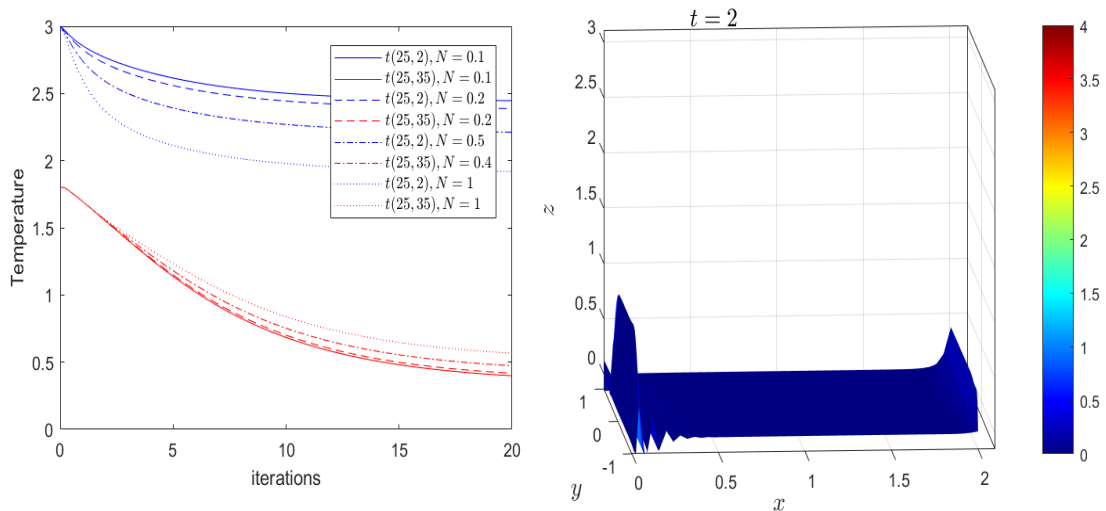 3
2.5
2
1.5
1
0.5
0
0
5
10
15
20
Temperature
iterations
t(25,2), N = 0.1
t(25,35), N = 0.1
t(25,2), N = 0.2
t(25,35), N = 0.2
t(25,2), N = 0.5
t(25,35), N = 0.4
t(25,2), N = 1
t(25,35), N = 1
t = 2
3
2.5
2
1.5
1
0.5
0
z
1
0
-1
y
0
0.5
1
1.5
2
x
4
3.5
3
2.5
2
1.5
1
0.5
0